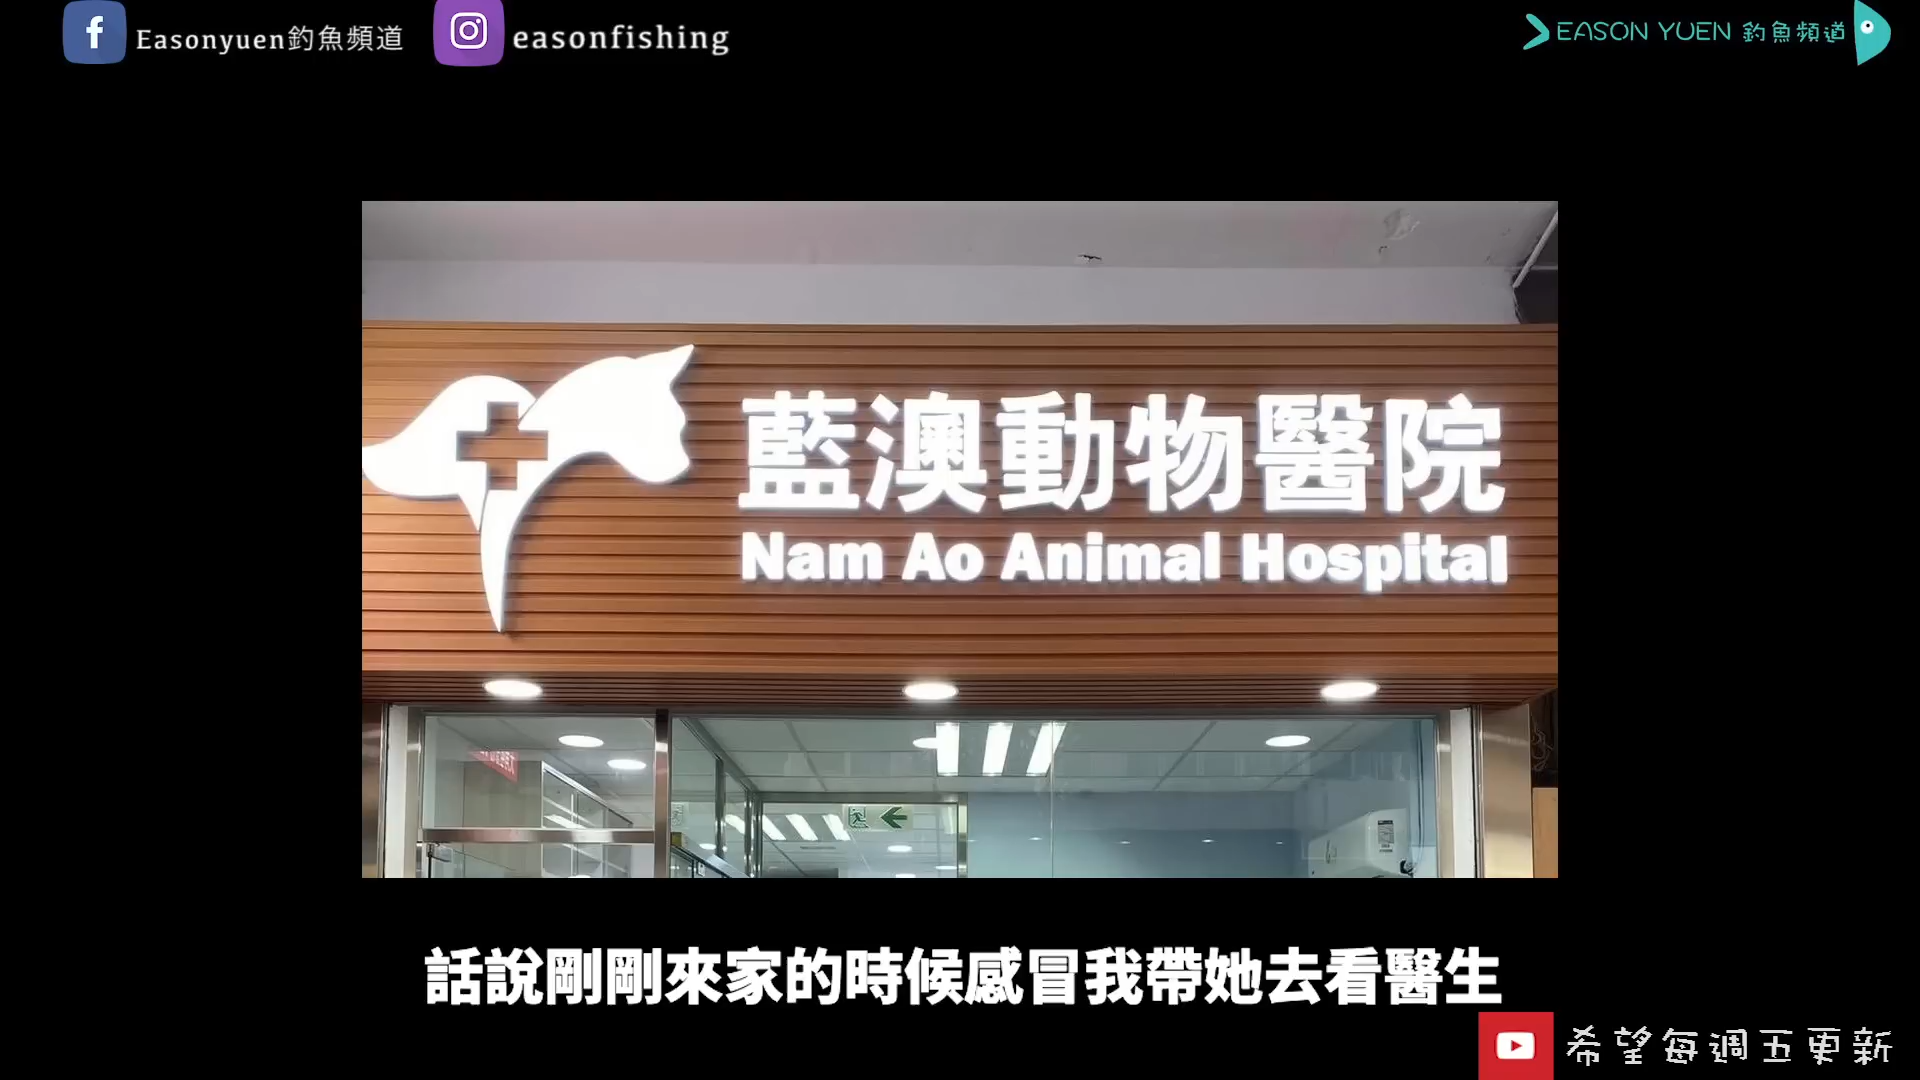 Easonyuen釣魚頻道
easonfishing
EASON YUEN 釣魚頻道
藍澳動物醫院
Nam Ao Animal Hospital
話說剛剛來家的時候感冒我帶她去看醫生
希望每週五更新